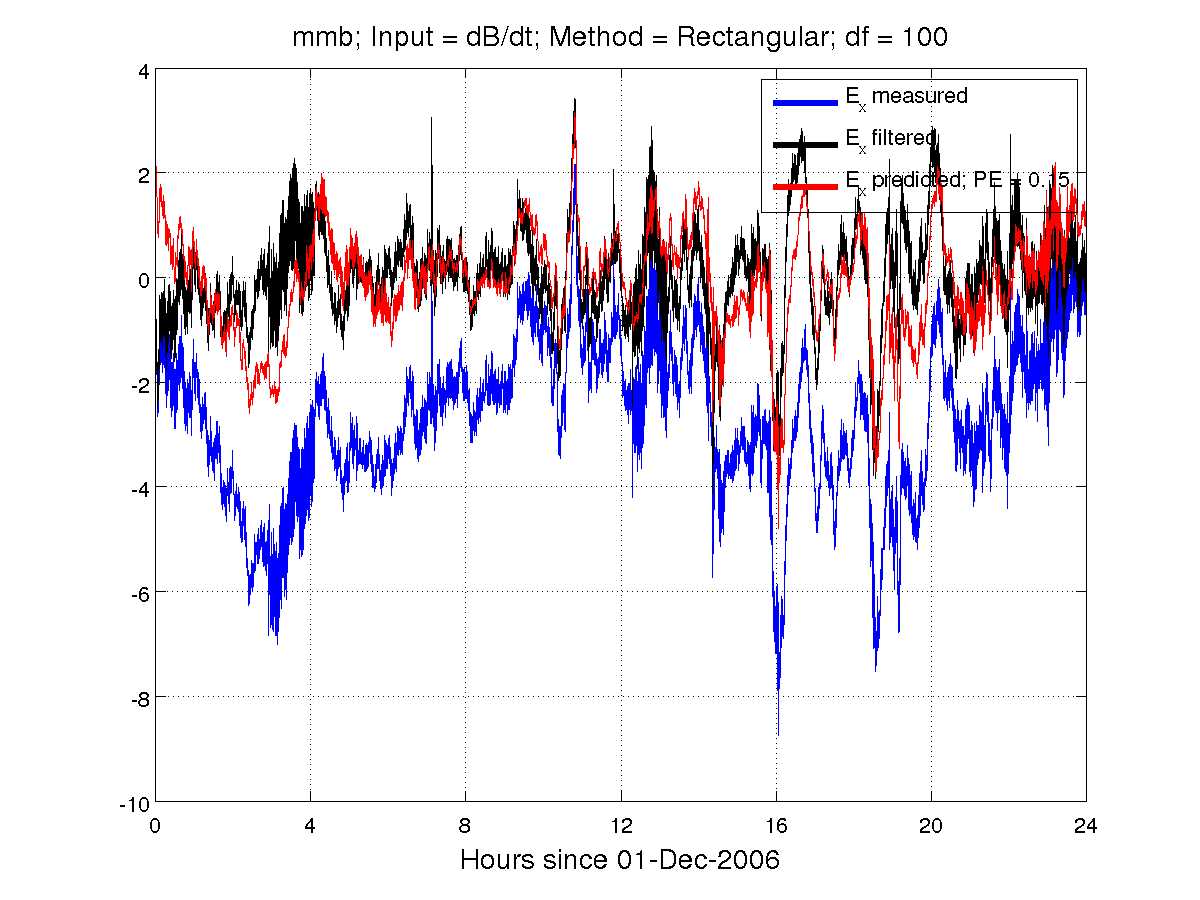 mmb; Input = dB/dt; Method = Rectangular; df = 100
4
2
0
-2
-4
-6
-8
-10
Ex measured
Ex filtered
Ex predicted; PE = 0.15
0 4 8 12 16 20 24
Hours since 01-Dec-2006